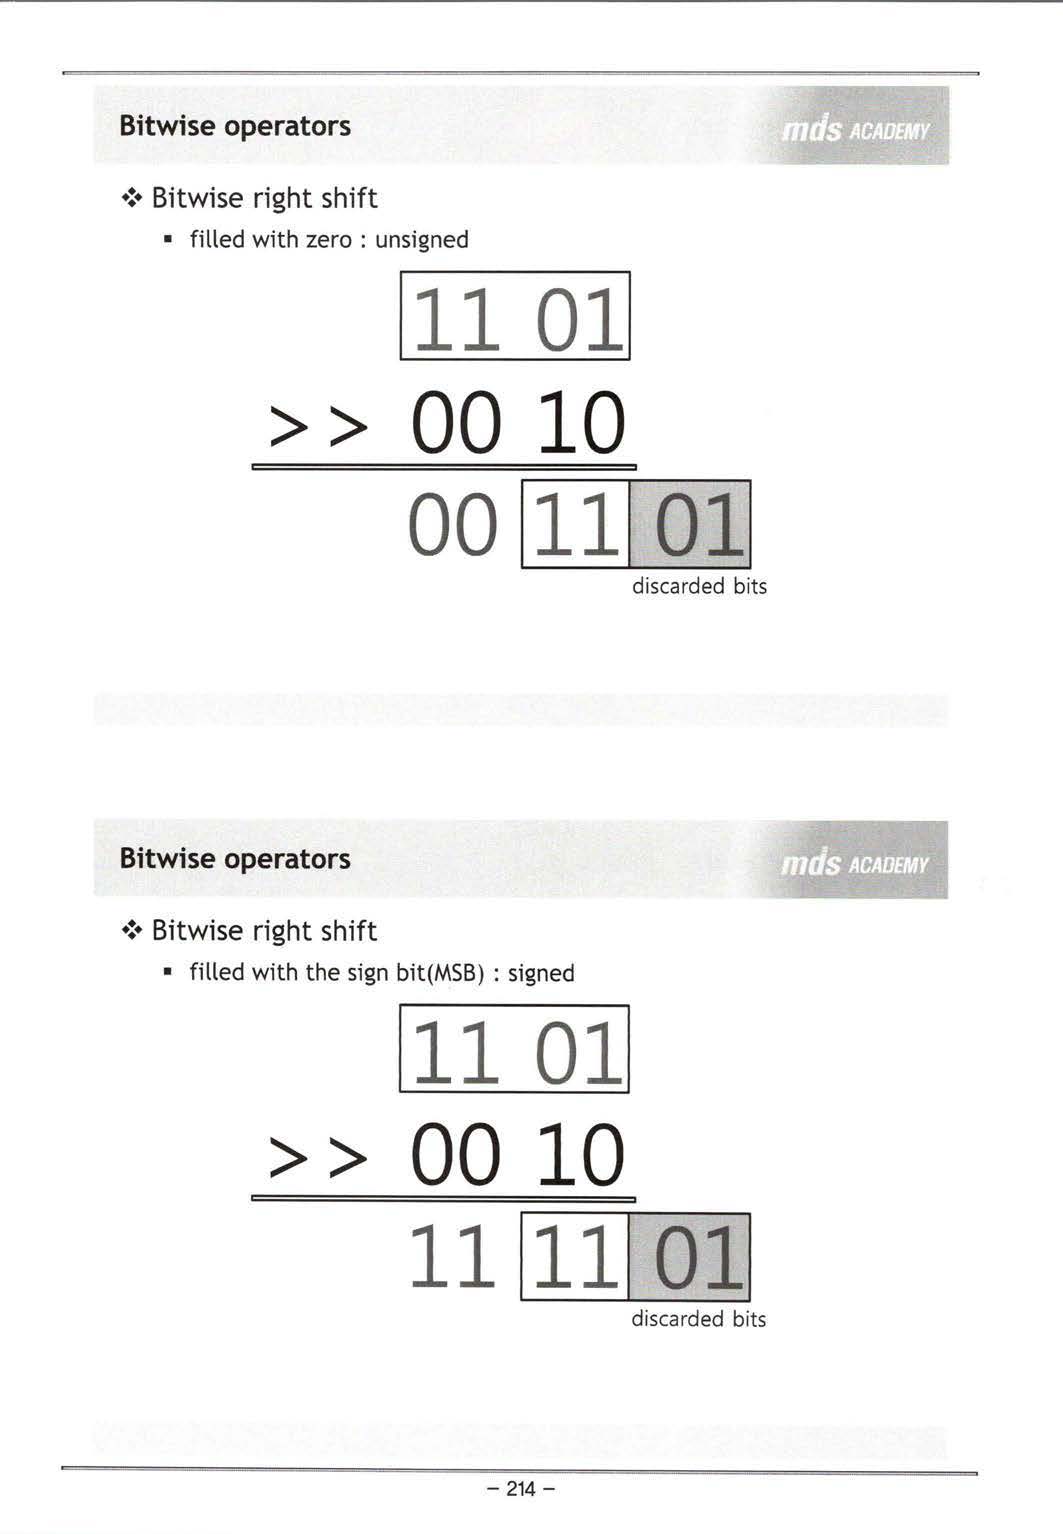 Bitwise operators
mds ACADEMY
❖ Bitwise right shift
▪ filled with zero : unsigned
11 01
>> 00 10
00 11 01
discarded bits
Bitwise operators
mds ACADEMY
❖ Bitwise right shift
▪ filled with the sign bit(MSB) : signed
11 01
>> 00 10
11 11 01
discarded bits
– 214 –